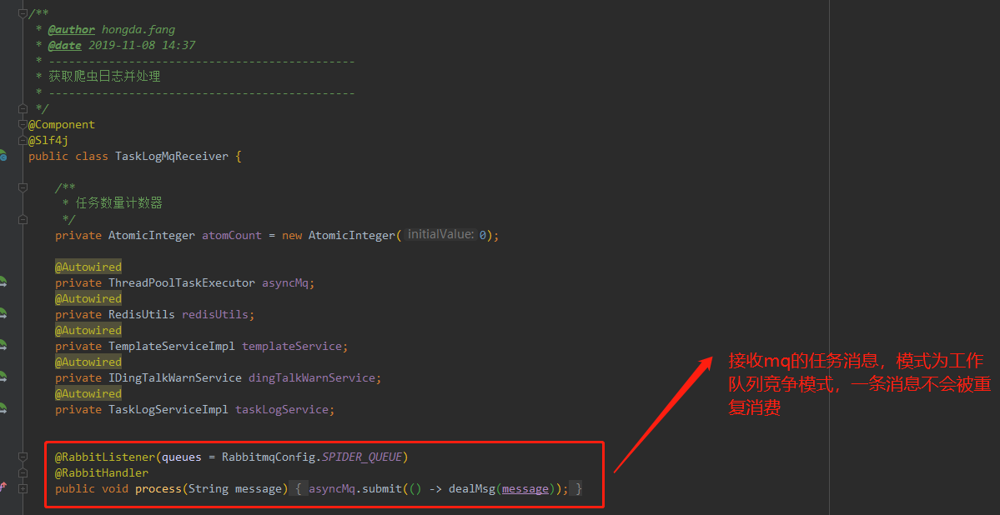 /**
* @author hongda.fang
* @date 2019-11-08 14:37
* ----------------------------------------------
* 获取爬虫日志并处理
* ----------------------------------------------
*/
@Component
@Slf4j
public class TaskLogMqReceiver {
/**
* 任务数量计数器
*/
private AtomicInteger atomCount = new AtomicInteger( initialValue: 0);
@Autowired
private ThreadPoolTaskExecutor asyncMq;
@Autowired
private RedisUtils redisUtils;
@Autowired
private TemplateServiceImpl templateService;
@Autowired
private IDingTalkWarnService dingTalkWarnService;
@Autowired
private TaskLogServiceImpl taskLogService;
接收mq的任务消息，模式为工作
队列竞争模式，一条消息不会被重
复消费
@RabbitListener(queues = RabbitmqConfig.SPIDER_QUEUE)
@RabbitHandler
public void process(String message) { asyncMq.submit(() -> dealMsg(message)); }